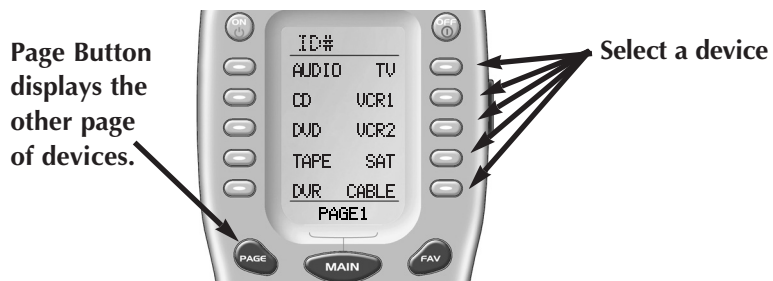 Page Button
displays the
other page
of devices.
ON
OFF
ID#
AUDIO TV
CD VCR1
DVD VCR2
TAPE SAT
DVR CABLE
PAGE1
PAGE
MAIN
FAV
Select a device